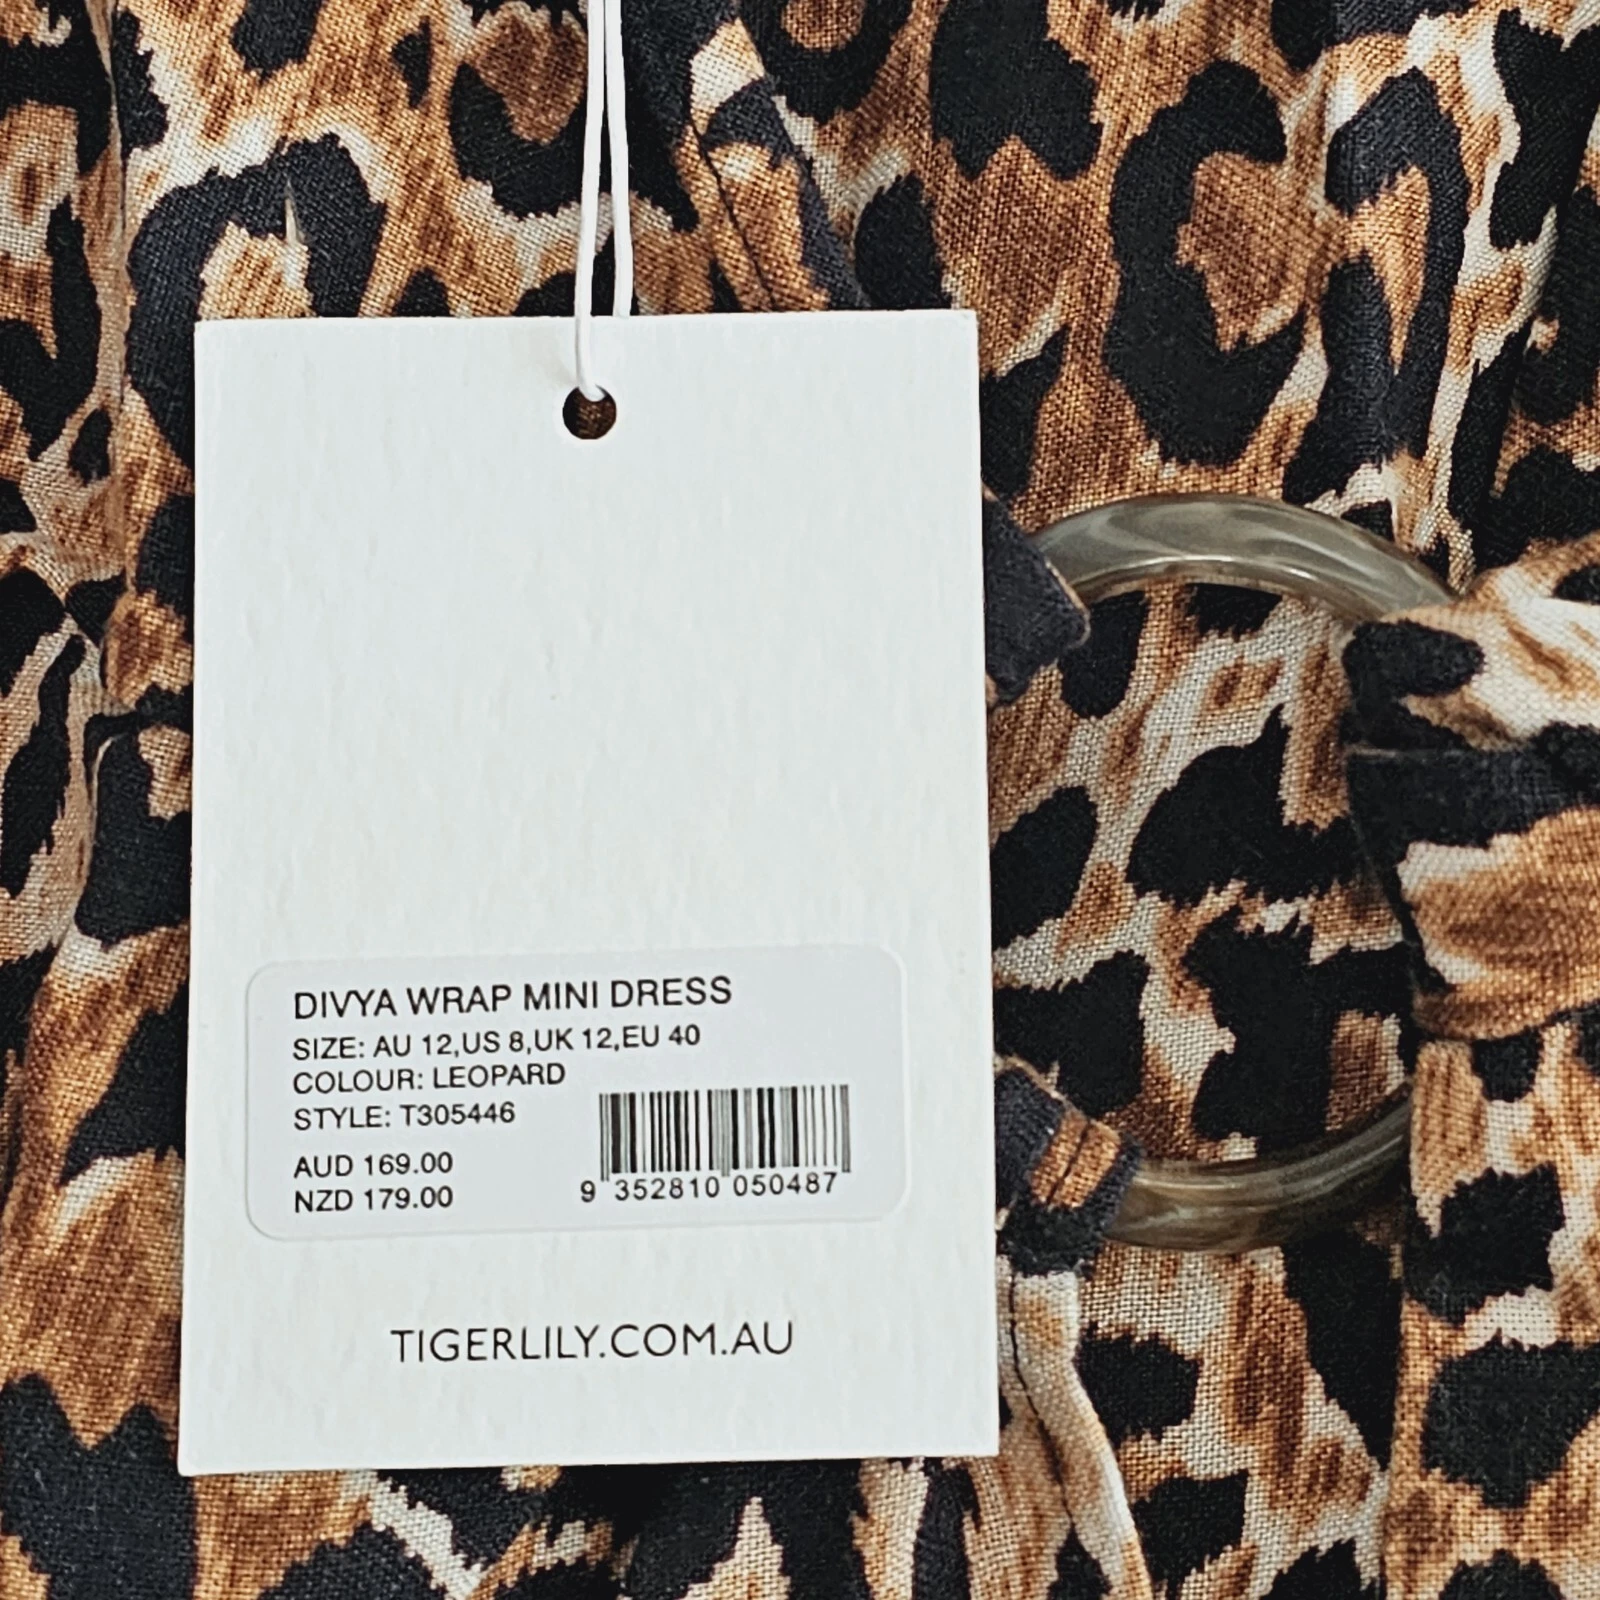 DIVYA WRAP MINI DRESS
SIZE: AU 12,US 8,UK 12,EU 40
COLOUR: LEOPARD
STYLE: T305446
AUD 169.00
NZD 179.00
9 352810 050487
TIGERLILY.COM.AU